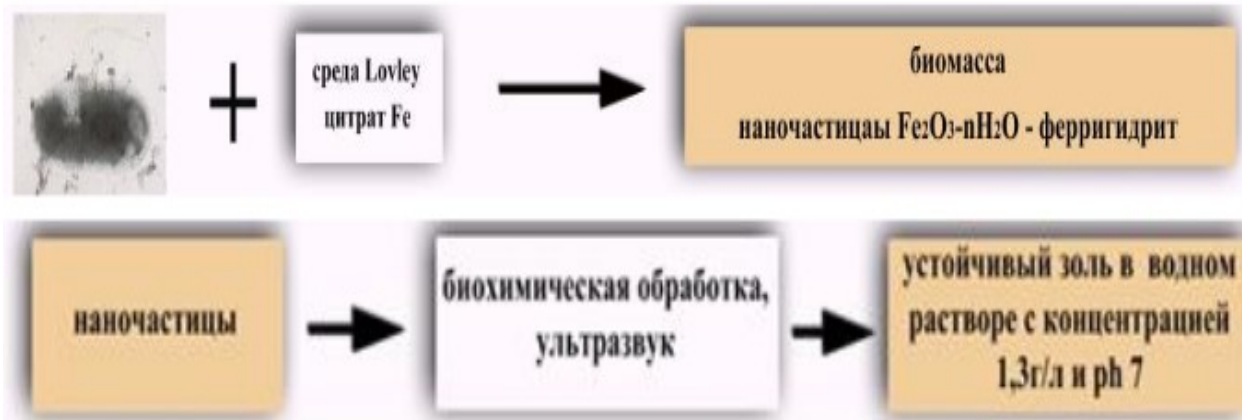 среда Lovley
цитрат Fe
биомасса
наночастицаы Fe₂O₃-nH₂O - ферригидрит
наночастицы
биохимическая обработка,
ультразвук
устойчивый золь в водном
растворе с концентрацией
1,3г/л и ph 7